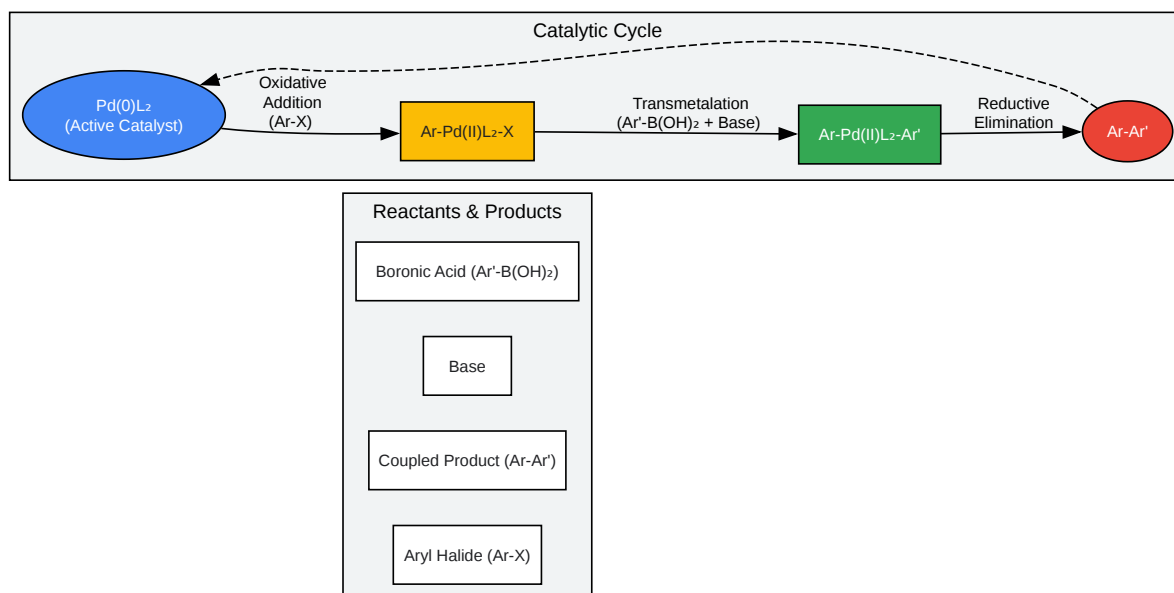 Catalytic Cycle
Pd(0)L₂
(Active Catalyst)
Oxidative
Addition
(Ar-X)
Ar-Pd(II)L₂-X
Transmetalation
(Ar'-B(OH)₂ + Base)
Ar-Pd(II)L₂-Ar'
Reductive
Elimination
Ar-Ar'
Reactants & Products
Boronic Acid (Ar'-B(OH)₂)
Base
Coupled Product (Ar-Ar')
Aryl Halide (Ar-X)